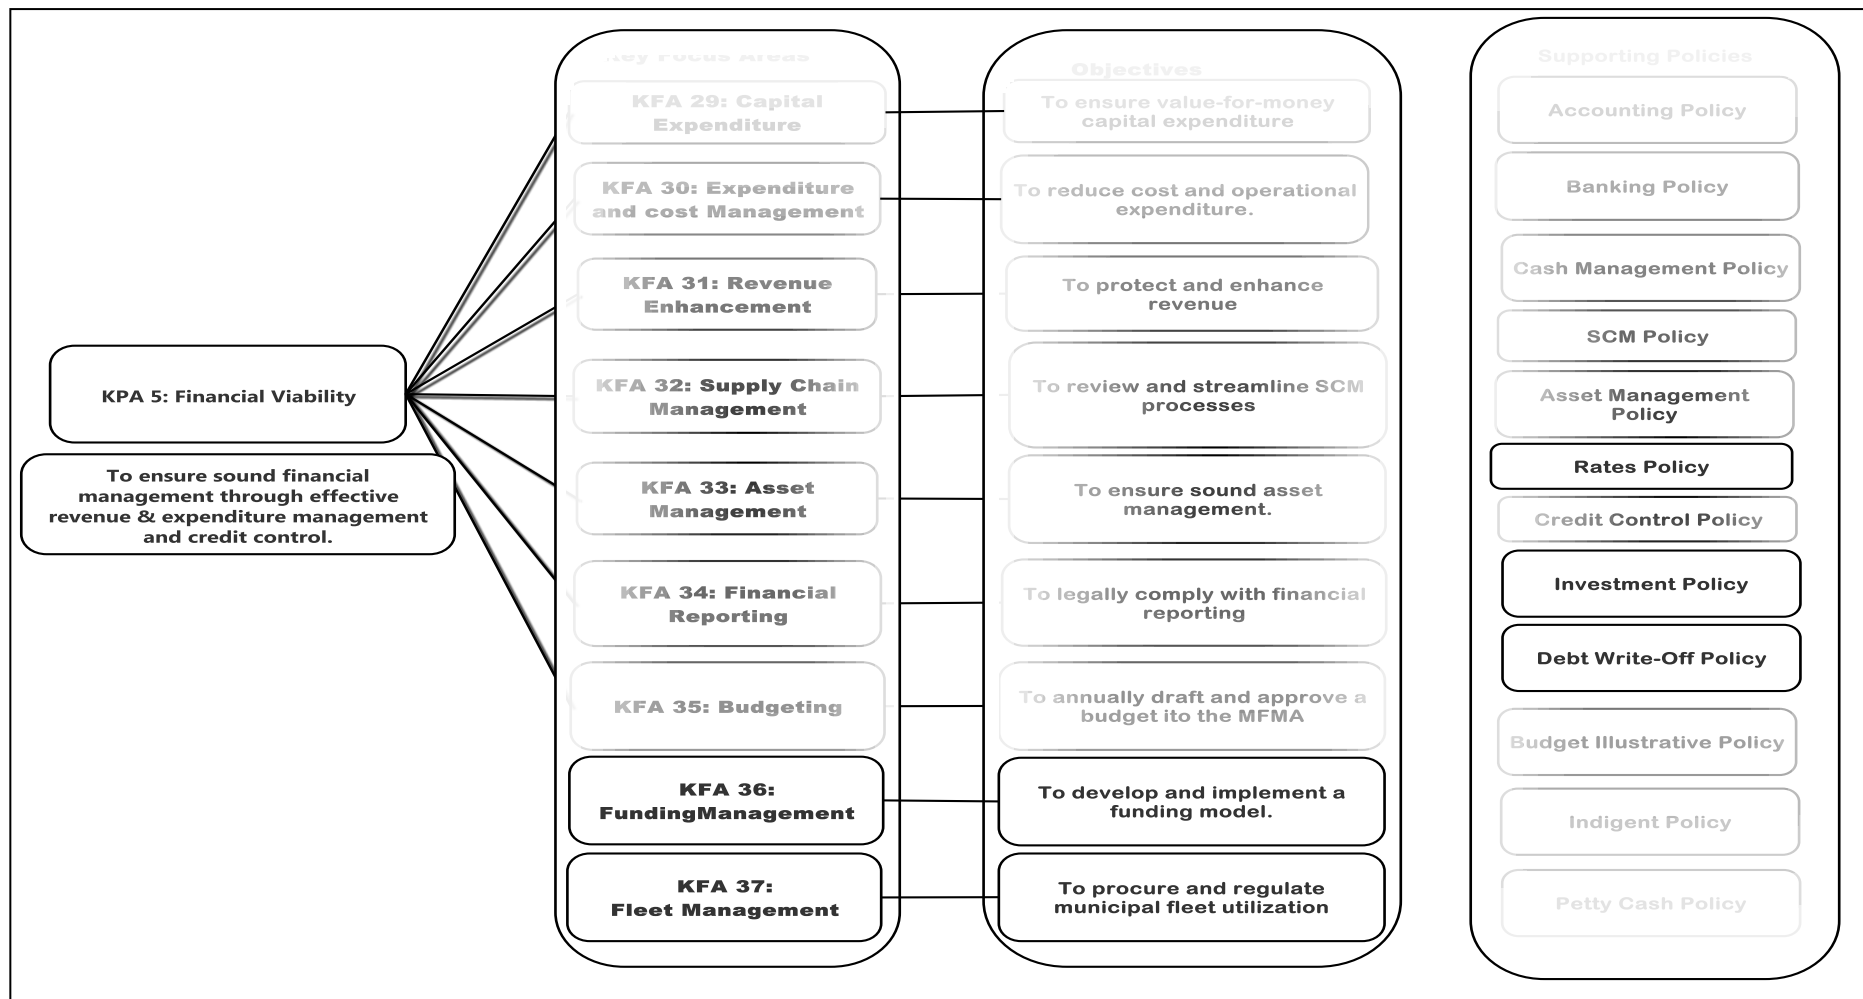 KPA 5: Financial Viability
To ensure sound financial
management through effective
revenue & expenditure management
and credit control.
Key Focus Areas
KFA 29: Capital
Expenditure
KFA 30: Expenditure
and cost Management
KFA 31: Revenue
Enhancement
KFA 32: Supply Chain
Management
KFA 33: Asset
Management
KFA 34: Financial
Reporting
KFA 35: Budgeting
KFA 36:
FundingManagement
KFA 37:
Fleet Management
Objectives
To ensure value-for-money
capital expenditure
To reduce cost and operational
expenditure.
To protect and enhance
revenue
To review and streamline SCM
processes
To ensure sound asset
management.
To legally comply with financial
reporting
To annually draft and approve a
budget ito the MFMA
To develop and implement a
funding model.
To procure and regulate
municipal fleet utilization
Supporting Policies
Accounting Policy
Banking Policy
Cash Management Policy
SCM Policy
Asset Management
Policy
Rates Policy
Credit Control Policy
Investment Policy
Debt Write-Off Policy
Budget Illustrative Policy
Indigent Policy
Petty Cash Policy